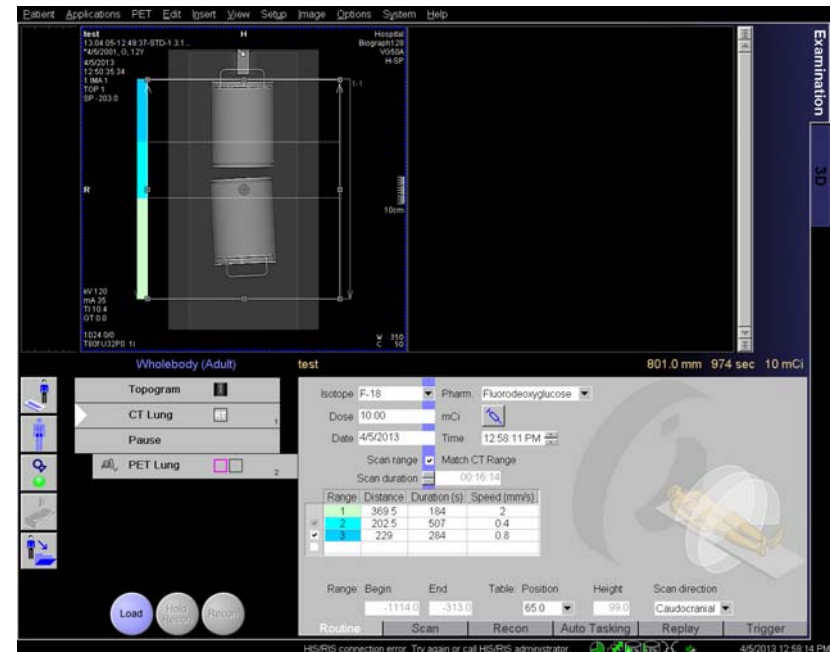 Patient Applications PET Edit Insert View Setup Image Options System Help
test
13.04.05-12:49:37-STD-1.3.1...
*4/5/2001, O, 12Y
4/5/2013
12:50:35.34
1 IMA 1
TOP 1
SP -203.0
H
Hospital
Biograph128
VG50A
H-SP
1-1
R
10cm
kV 120
mA 35
TI 10.4
GT 0.0
1024 0/0
T80f U32P0 1i
W 350
C 50
Examination
3D
Wholebody (Adult)
test
801.0 mm 974 sec 10 mCi
Topogram
CT Lung 1
Pause
PET Lung 2
Load
Hold Recon
Recon
Isotope F-18 Pharm. Fluorodeoxyglucose
Dose 10.00 mCi
Date 4/5/2013 Time 12:58:11 PM
Scan range Match CT Range
Scan duration 00:16:14
Range Distance Duration (s) Speed (mm/s)
1 369.5 184 2
2 202.5 507 0.4
3 229 284 0.8
Range: Begin End Table: Position Height Scan direction
-1114.0 -313.0 65.0 99.0 Caudocranial
Routine Scan Recon Auto Tasking Replay Trigger
HIS/RIS connection error. Try again or call HIS/RIS administrator. 4/5/2013 12:59:14 PM